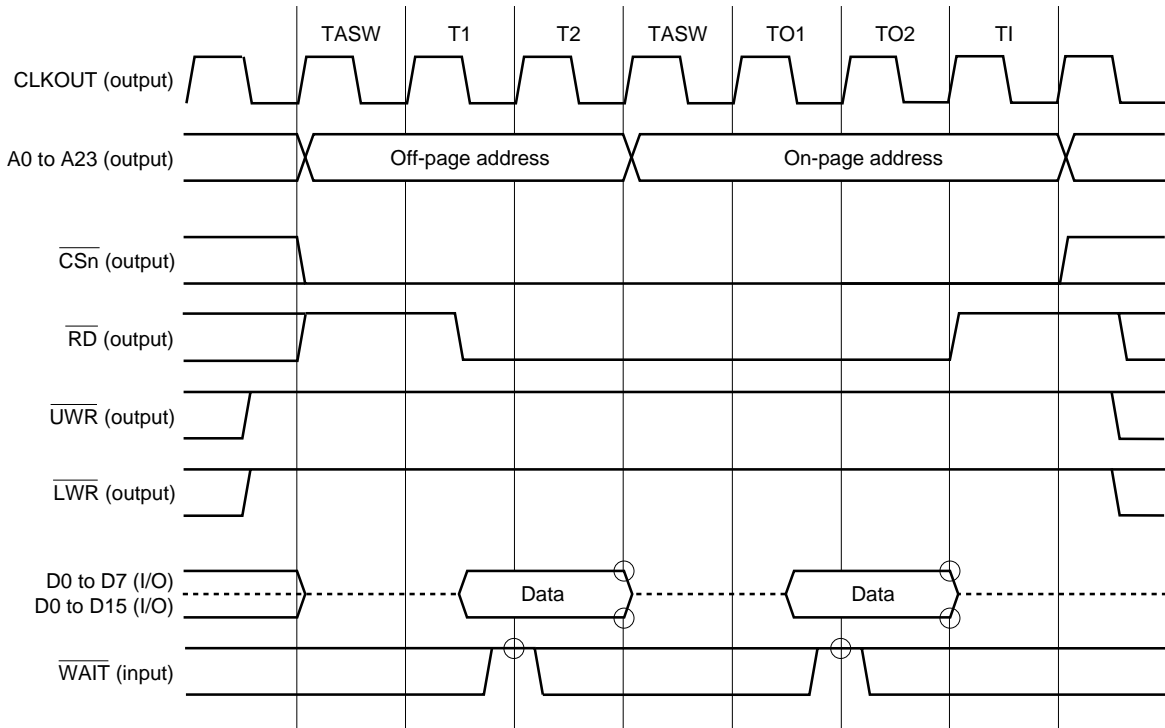 TASW T1 T2 TASW TO1 TO2 TI
CLKOUT (output)
A0 to A23 (output) Off-page address On-page address
CSn (output)
RD (output)
UWR (output)
LWR (output)
D0 to D7 (I/O)
Data Data
D0 to D15 (I/O)
WAIT (input)